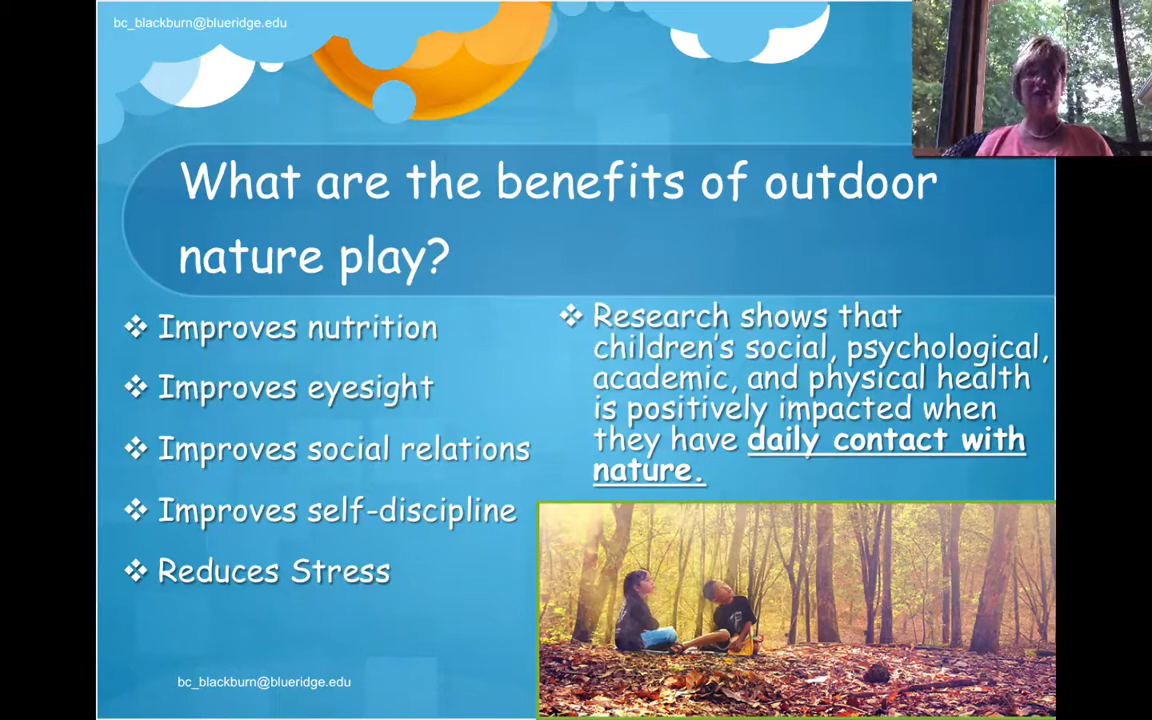 bc_blackburn@blueridge.edu
What are the benefits of outdoor
nature play?
❖ Improves nutrition
❖ Improves eyesight
❖ Improves social relations
❖ Improves self-discipline
❖ Reduces Stress
❖ Research shows that
children's social, psychological,
academic, and physical health
is positively impacted when
they have daily contact with
nature.
bc_blackburn@blueridge.edu